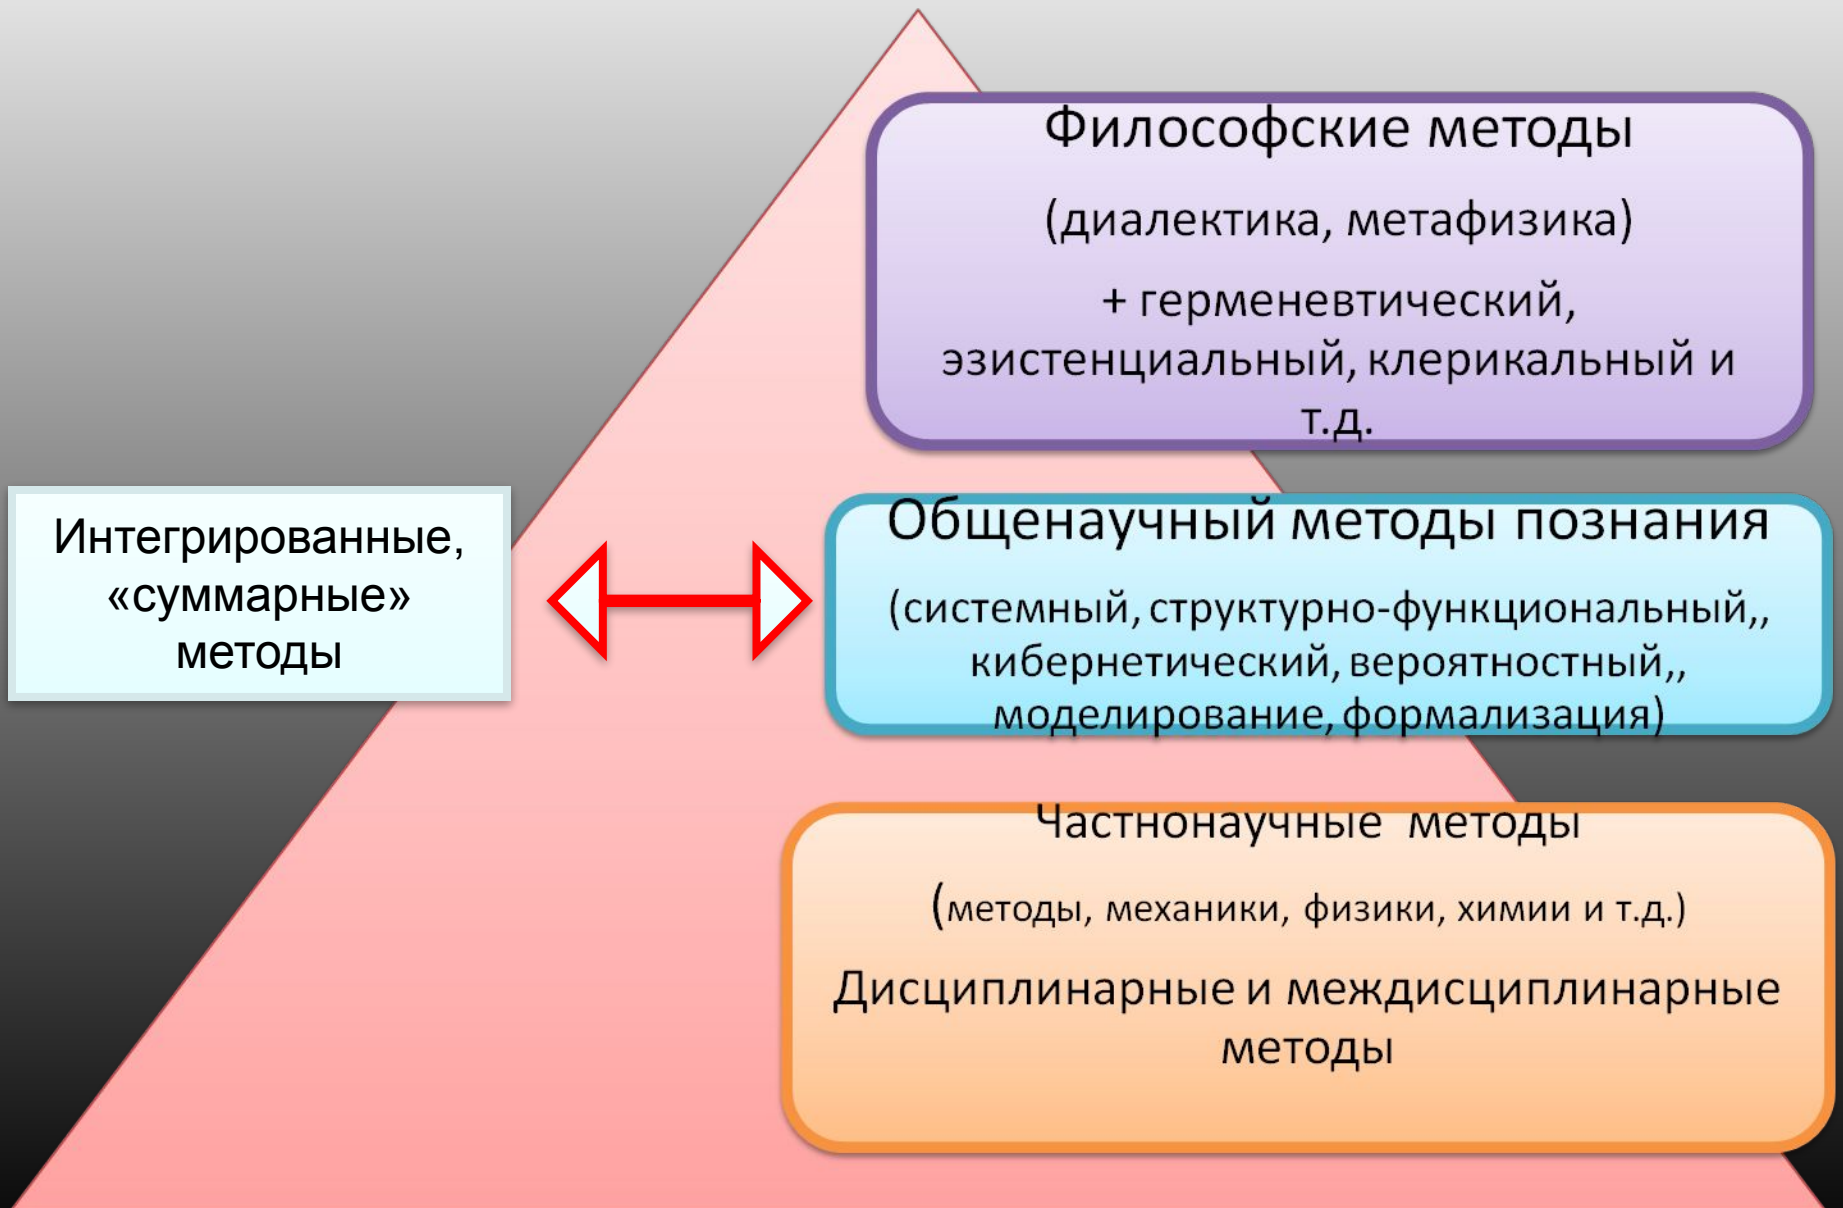 Философские методы
(диалектика, метафизика)
+ герменевтический,
эзистенциальный, клерикальный и
т.д.
Интегрированные,
«суммарные»
методы
Общенаучный методы познания
(системный, структурно-функциональный,,
кибернетический, вероятностный,,
моделирование, формализация)
Частнонаучные методы
(методы, механики, физики, химии и т.д.)
Дисциплинарные и междисциплинарные
методы